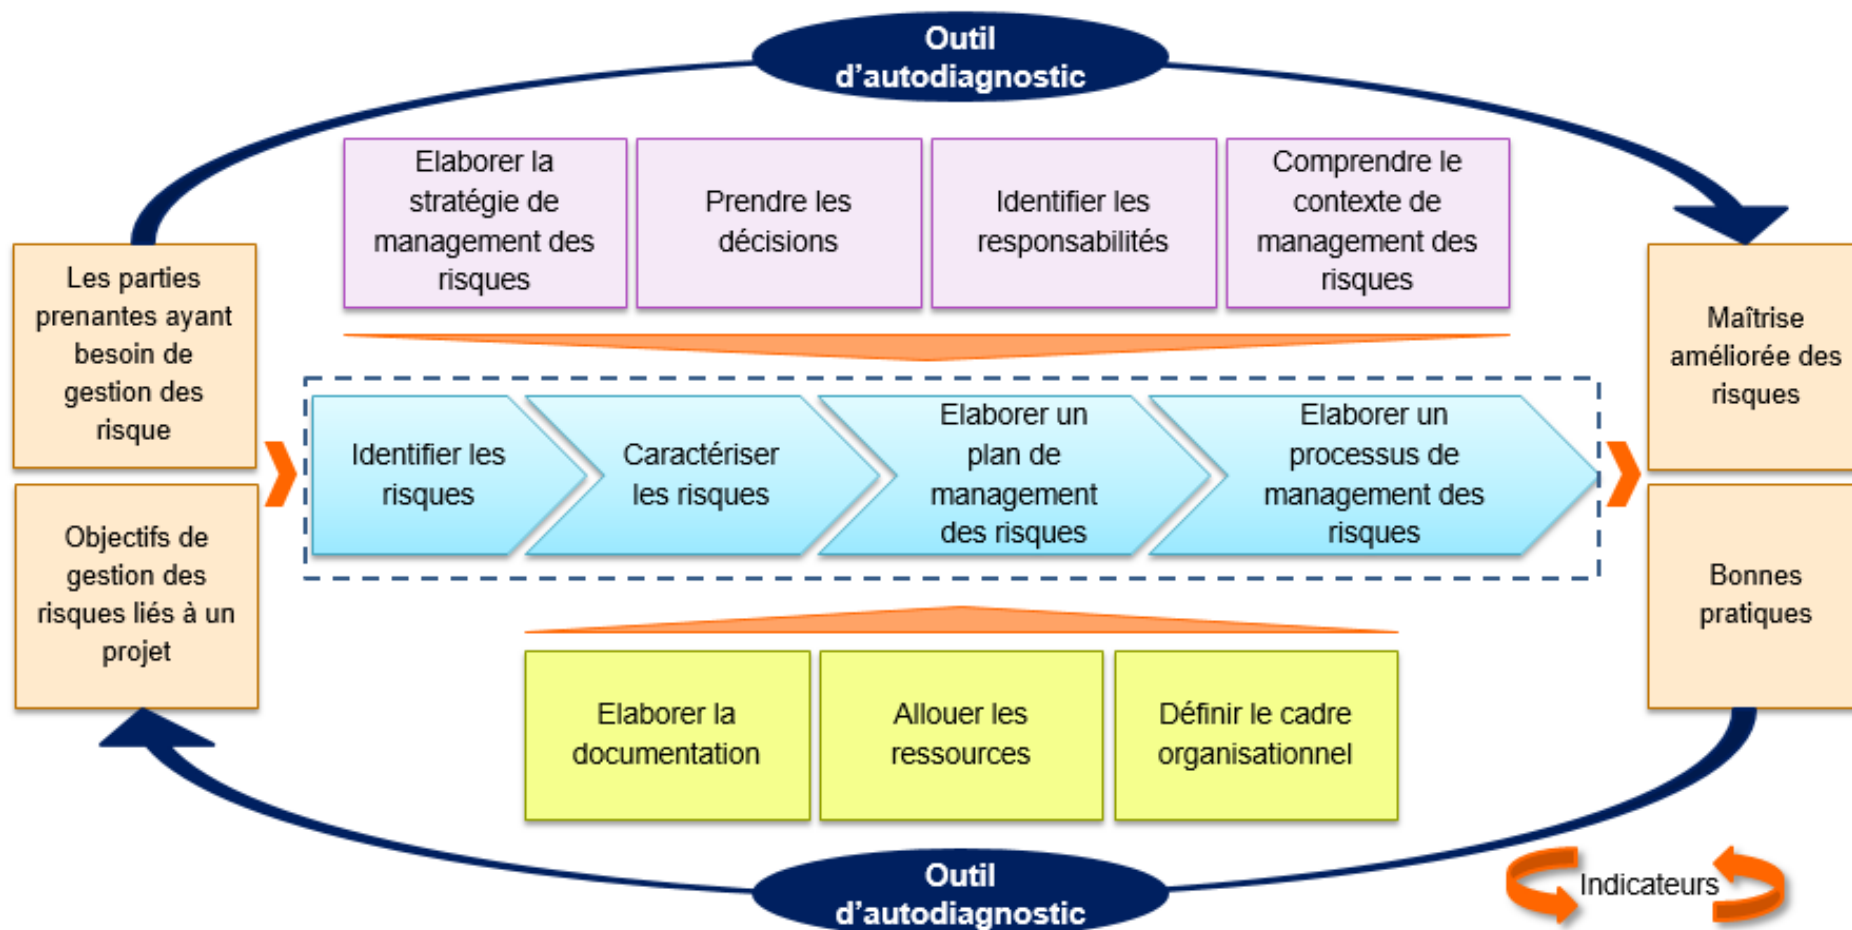 Outil
d'autodiagnostic
Elaborer la
stratégie de
management des
risques
Prendre les
décisions
Identifier les
responsabilités
Comprendre le
contexte de
management des
risques
Les parties
prenantes ayant
besoin de
gestion des
risque
Objectifs de
gestion des
risques liés à un
projet
Identifier les
risques
Caractériser
les risques
Elaborer un
plan de
management
des risques
Elaborer un
processus de
management des
risques
Maîtrise
améliorée des
risques
Bonnes
pratiques
Elaborer la
documentation
Allouer les
ressources
Définir le cadre
organisationnel
Outil
d'autodiagnostic
Indicateurs